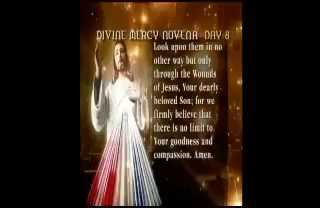 DIVINE MERCY NOVENA DAY 8
Look upon them in no
other way but only
through the Wounds
of Jesus, Your dearly
beloved Son; for we
firmly believe that
there is no limit to
Your goodness and
compassion. Amen.